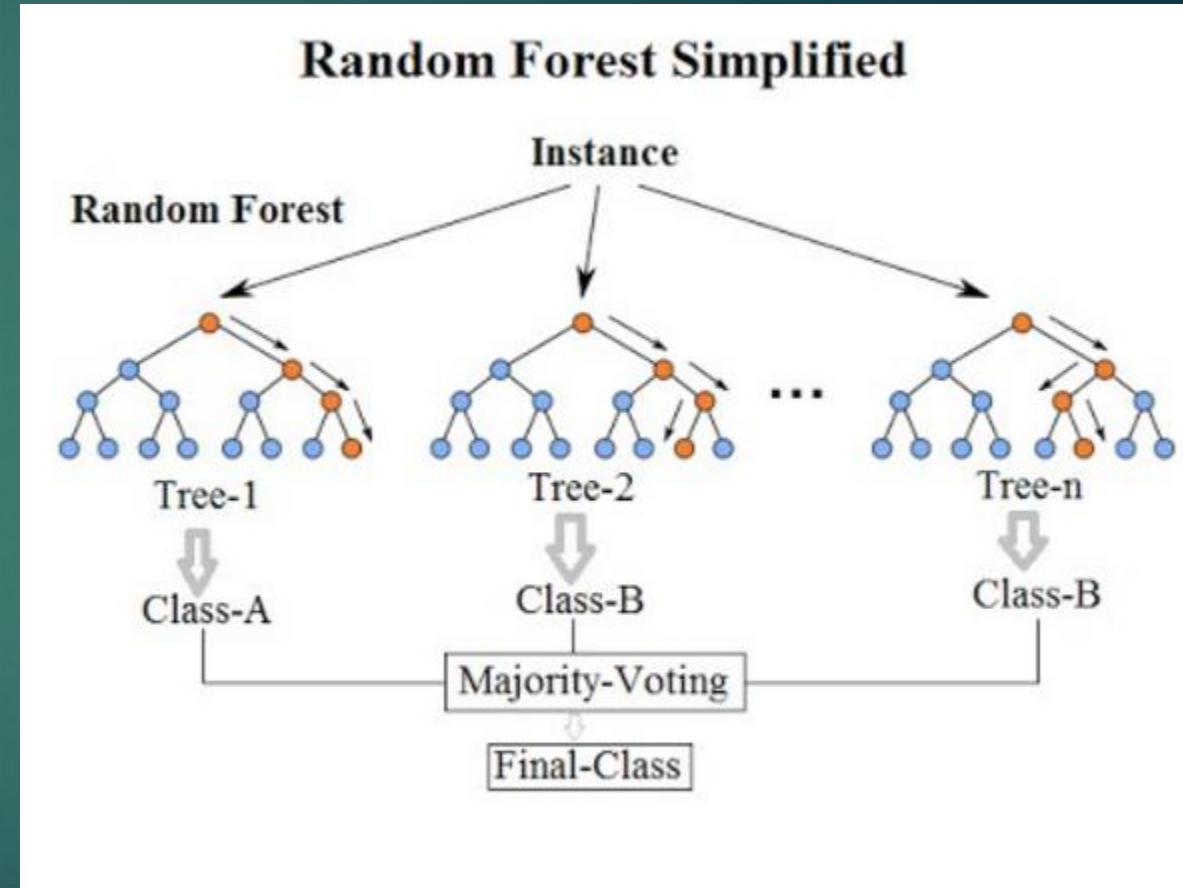 Random Forest Simplified
Instance
Random Forest
...
Tree-1
Tree-2
Tree-n
Class-A
Class-B
Class-B
Majority-Voting
Final-Class